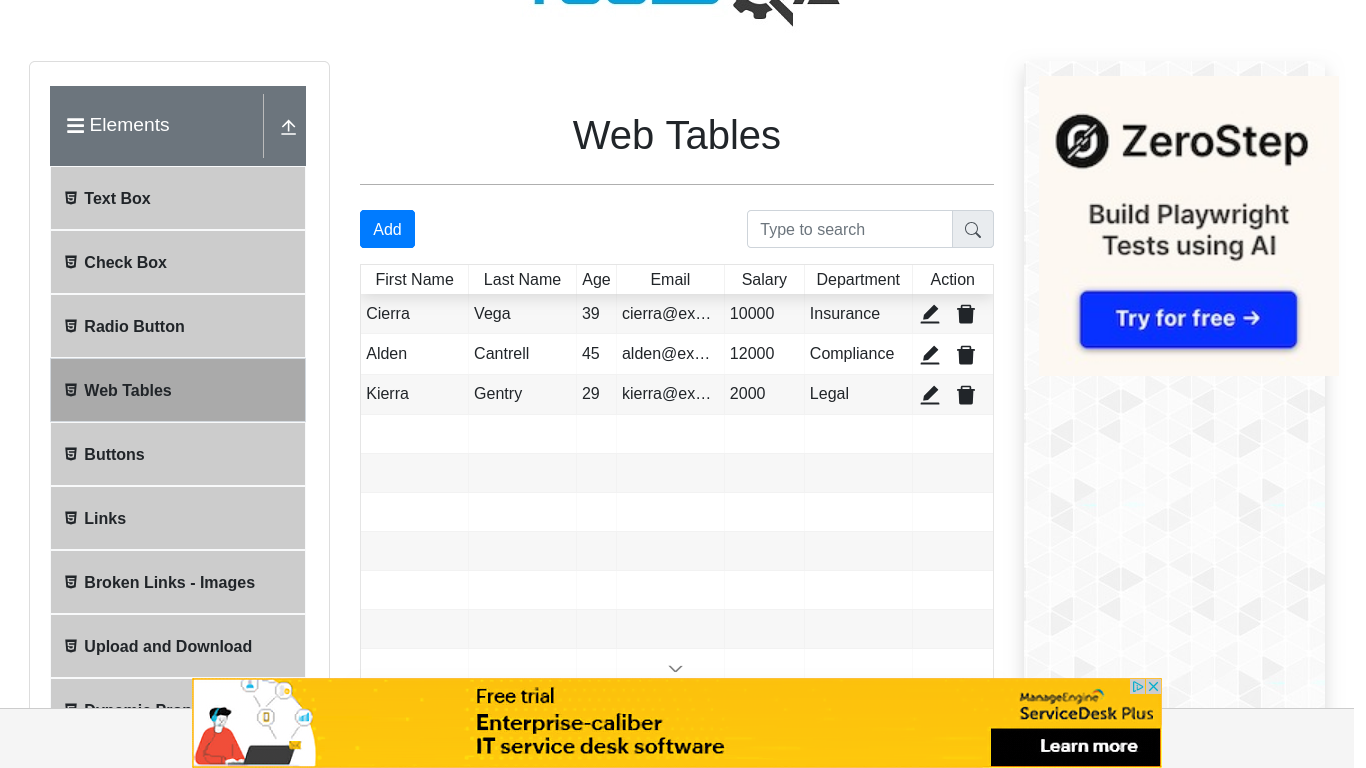 Elements
Text Box
Check Box
Radio Button
Web Tables
Buttons
Links
Broken Links - Images
Upload and Download
Web Tables
Add
Type to search
First Name Last Name Age Email Salary Department Action
Cierra Vega 39 cierra@ex… 10000 Insurance
Alden Cantrell 45 alden@ex… 12000 Compliance
Kierra Gentry 29 kierra@ex… 2000 Legal
ZeroStep
Build Playwright
Tests using AI
Try for free →
Free trial
Enterprise-caliber
IT service desk software
ManageEngine
ServiceDesk Plus
Learn more